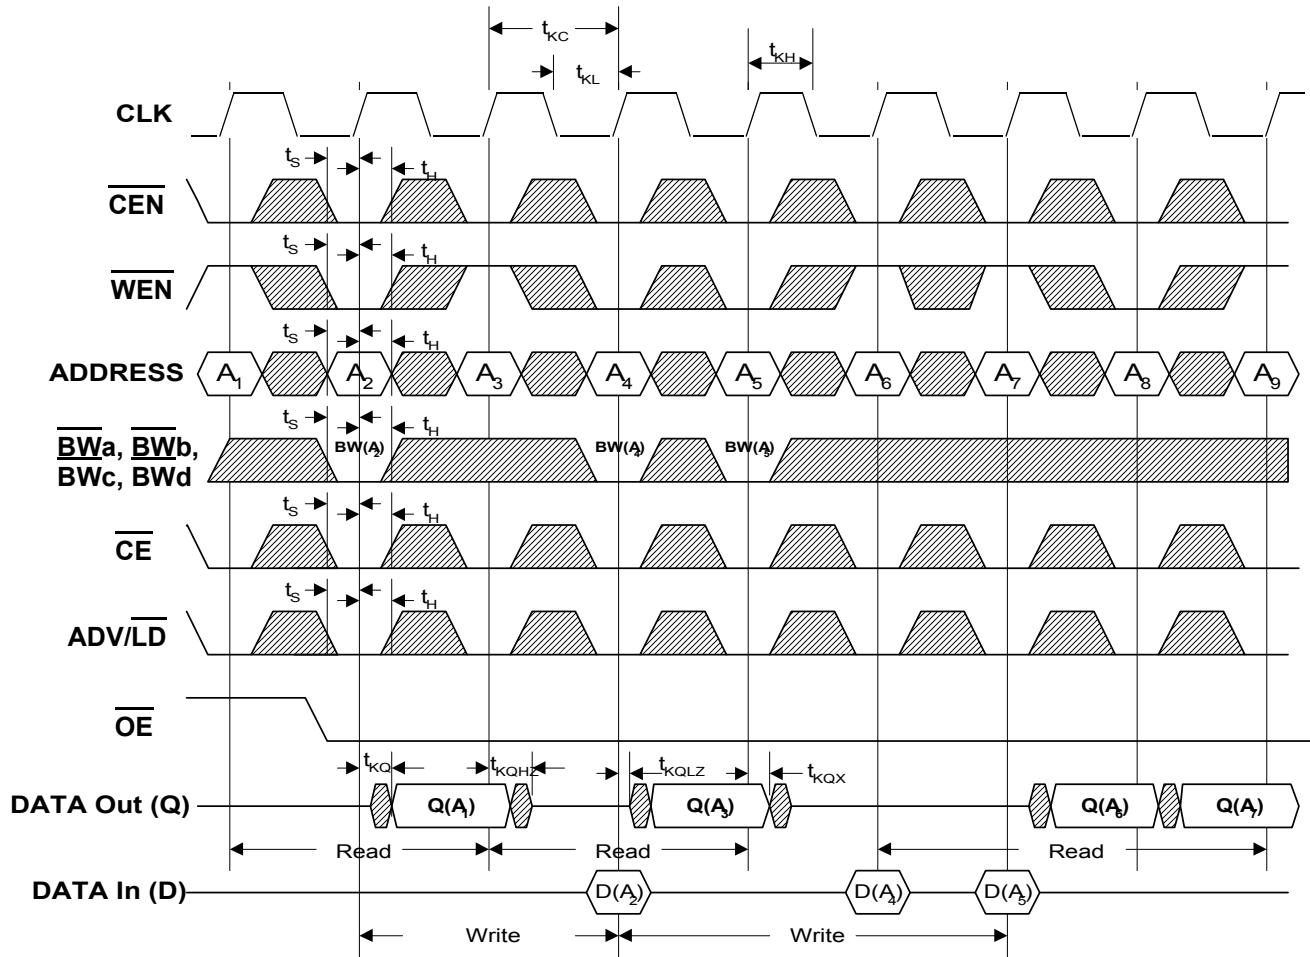 tKC
tKH
tKL
CLK
tS
tH
CEN
tS
tH
WEN
tS
tH
ADDRESS
A1
A2
A3
A4
A5
A6
A7
A8
A9
tS
tH
BWa, BWb,
BWc, BWd
BW(A2)
BW(A4)
BW(A5)
tS
tH
CE
tS
tH
ADV/LD
OE
tKQ
tKQHZ
tKQLZ
tKQX
DATA Out (Q)
Q(A1)
Q(A3)
Q(A6)
Q(A7)
Read
Read
Read
DATA In (D)
D(A2)
D(A4)
D(A5)
Write
Write